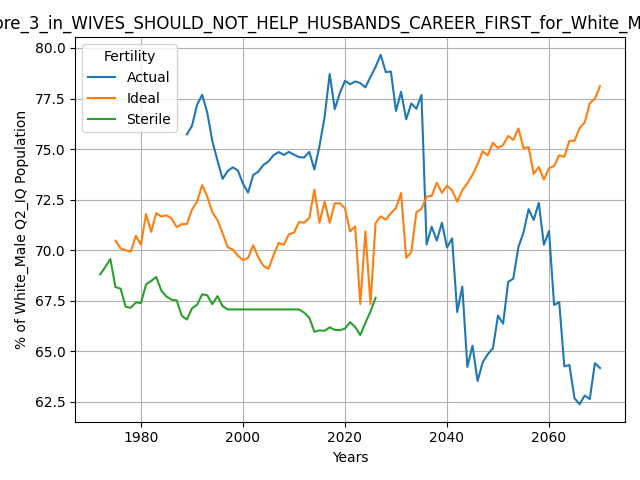 ore_3_in_WIVES_SHOULD_NOT_HELP_HUSBANDS_CAREER_FIRST_for_White_M
Fertility
Actual
Ideal
Sterile
80.0
77.5
75.0
72.5
70.0
67.5
65.0
62.5
% of White_Male Q2_IQ Population
1980
2000
2020
2040
2060
Years